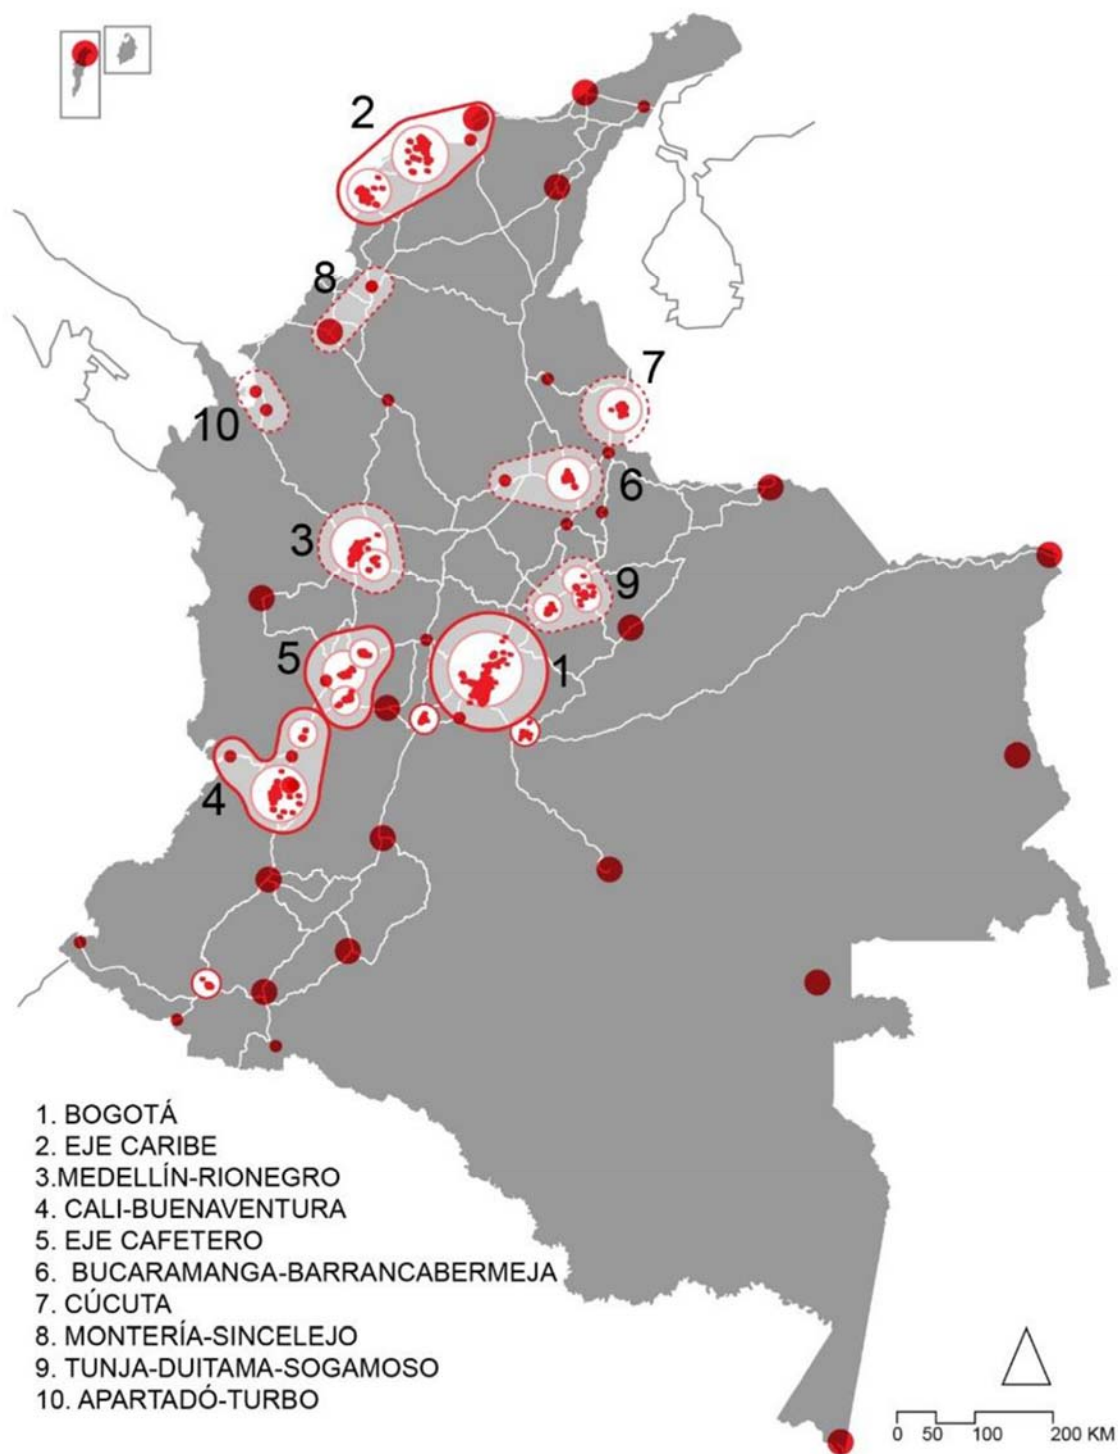 2
8
7
10
6
3
9
5
1
4
1. BOGOTÁ
2. EJE CARIBE
3.MEDELLÍN-RIONEGRO
4. CALI-BUENAVENTURA
5. EJE CAFETERO
6. BUCARAMANGA-BARRANCABERMEJA
7. CÚCUTA
8. MONTERÍA-SINCELEJO
9. TUNJA-DUITAMA-SOGAMOSO
10. APARTADÓ-TURBO
0 50 100 200 KM